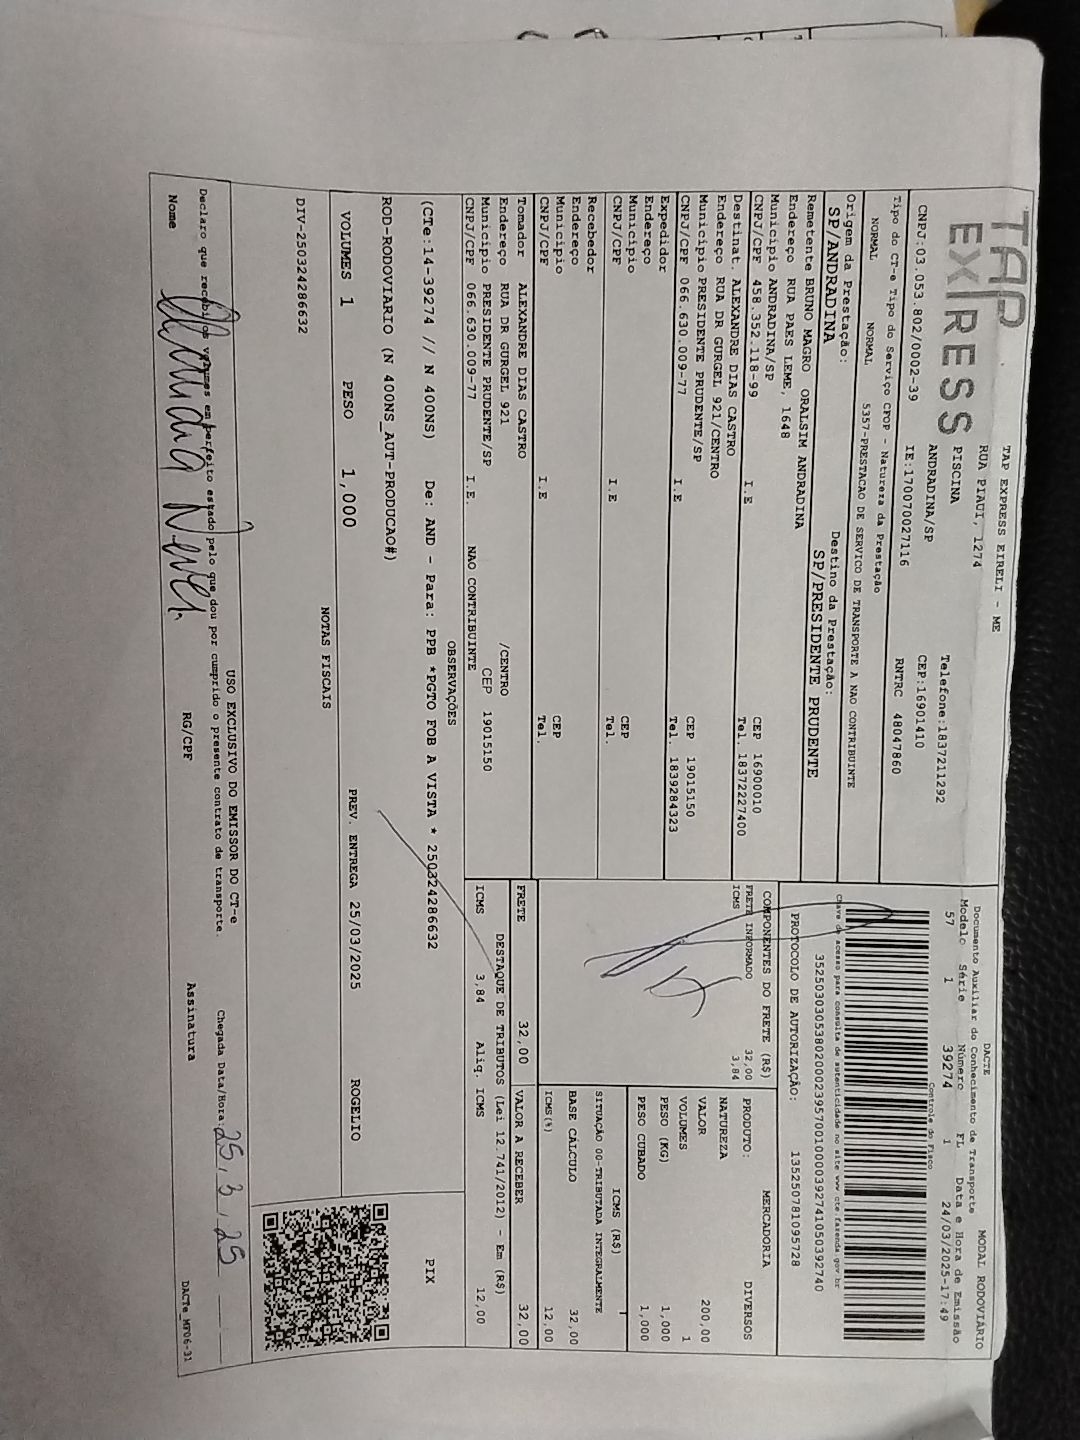 TAP
EXPRESS
TAP EXPRESS EIRELI - ME
RUA PIAUI, 1274
PISCINA
ANDRADINA/SP
Telefone:1837211292
CEP:16901410
CNPJ:03.053.802/0002-39
IE:170070027116
RNTRC 48047860
Tipo do CT-e Tipo do Serviço CFOP - Natureza da Prestação
NORMAL NORMAL 5357-PRESTACAO DE SERVICO DE TRANSPORTE A NAO CONTRIBUINTE
Origem da Prestação: Destino da Prestação:
SP/ANDRADINA SP/PRESIDENTE PRUDENTE
Remetente BRUNO MAGRO ORALSIM ANDRADINA
Endereço RUA PAES LEME, 1648
Município ANDRADINA/SP CEP 16900010
CNPJ/CPF 458.352.118-99 I.E Tel. 18372227400
Destinat. ALEXANDRE DIAS CASTRO
Endereço RUA DR GURGEL 921/CENTRO
Município PRESIDENTE PRUDENTE/SP CEP 19015150
CNPJ/CPF 066.630.009-77 I.E Tel. 1839284323
Expedidor
Endereço
Município CEP
CNPJ/CPF I.E Tel.
Recebedor
Endereço
Município CEP
CNPJ/CPF I.E Tel.
Tomador ALEXANDRE DIAS CASTRO
Endereço RUA DR GURGEL 921 /CENTRO
Município PRESIDENTE PRUDENTE/SP CEP 19015150
CNPJ/CPF 066.630.009-77 I.E. NAO CONTRIBUINTE
DACTE MODAL RODOVIÁRIO
Documento Auxiliar do Conhecimento de Transporte
Modelo Série Número FL Data e Hora de Emissão
57 1 39274 1 24/03/2025-17:49
Controle do Fisco
Chave de acesso para consulta de autenticidade no site www cte fazenda gov br
35250303053802000239570010000392741050392740
PROTOCOLO DE AUTORIZAÇÃO: 135250781095728
COMPONENTES DO FRETE (R$)
FRETE INFORMADO 32,00
ICMS 3,84
MERCADORIA
PRODUTO: DIVERSOS
NATUREZA
VALOR 200,00
VOLUMES 1
PESO (KG) 1,000
PESO CUBADO 1,000
ICMS (R$)
SITUAÇÃO 00-TRIBUTADA INTEGRALMENTE
BASE CÁLCULO 32,00
ICMS(%) 12,00
FRETE 32,00 VALOR A RECEBER 32,00
DESTAQUE DE TRIBUTOS (Lei 12.741/2012) - Em (R$)
ICMS 3,84 Aliq. ICMS 12,00
OBSERVAÇÕES
(CTe:14-39274 // N 400NS) De: AND - Para: PPB *PGTO FOB A VISTA * 250324286632
PIX
ROD-RODOVIARIO (N 400NS_AUT-PRODUCAO#)
VOLUMES 1 PESO 1,000 PREV. ENTREGA 25/03/2025 ROGELIO
NOTAS FISCAIS
DIV-250324286632
USO EXCLUSIVO DO EMISSOR DO CT-e
Declaro que recebi os volumes em perfeito estado pelo que dou por cumprido o presente contrato de transporte.
Chegada Data/Hora: 25, 3, 25
Nome RG/CPF Assinatura
DACTe_MF06-31